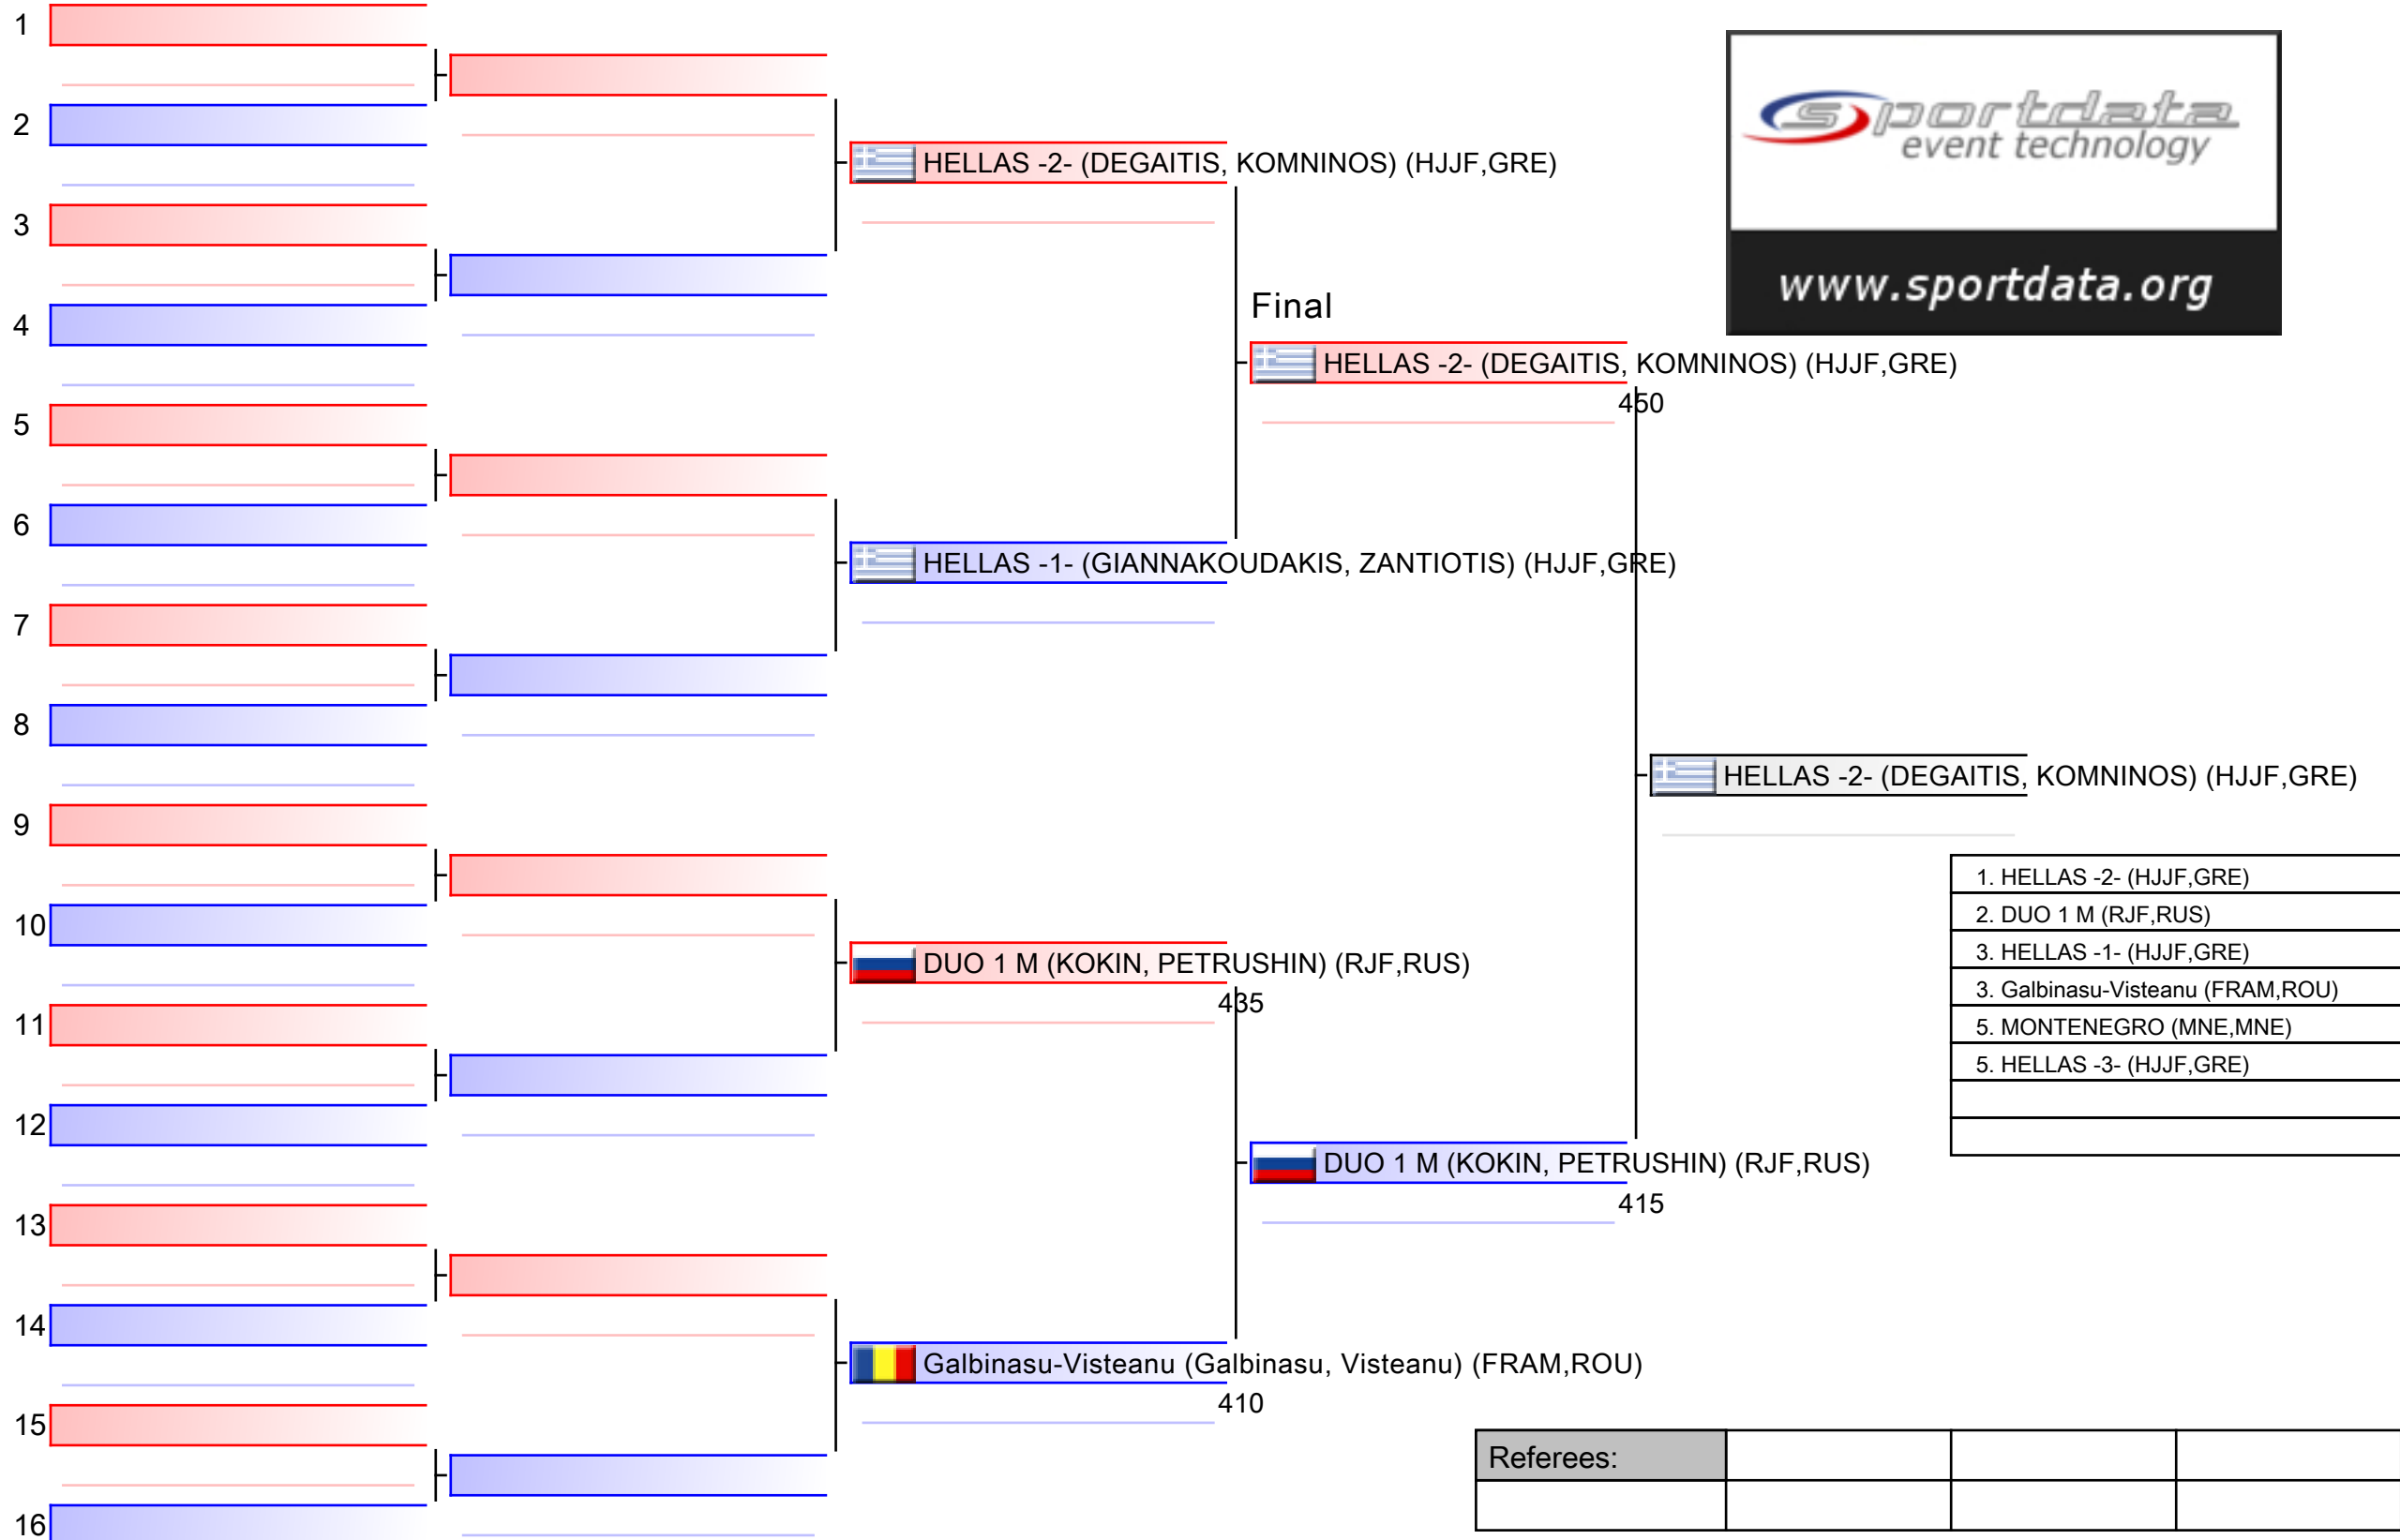 1
2
3
4
5
6
7
8
9
10
11
12
13
14
15
16
HELLAS -2- (DEGAITIS, KOMNINOS) (HJJF,GRE)
HELLAS -1- (GIANNAKOUDAKIS, ZANTIOTIS) (HJJF,GRE)
DUO 1 M (KOKIN, PETRUSHIN) (RJF,RUS)
435
Galbinasu-Visteanu (Galbinasu, Visteanu) (FRAM,ROU)
410
Final
HELLAS -2- (DEGAITIS, KOMNINOS) (HJJF,GRE)
450
DUO 1 M (KOKIN, PETRUSHIN) (RJF,RUS)
415
HELLAS -2- (DEGAITIS, KOMNINOS) (HJJF,GRE)
sportdata
event technology
www.sportdata.org
1. HELLAS -2- (HJJF,GRE)
2. DUO 1 M (RJF,RUS)
3. HELLAS -1- (HJJF,GRE)
3. Galbinasu-Visteanu (FRAM,ROU)
5. MONTENEGRO (MNE,MNE)
5. HELLAS -3- (HJJF,GRE)
Referees: